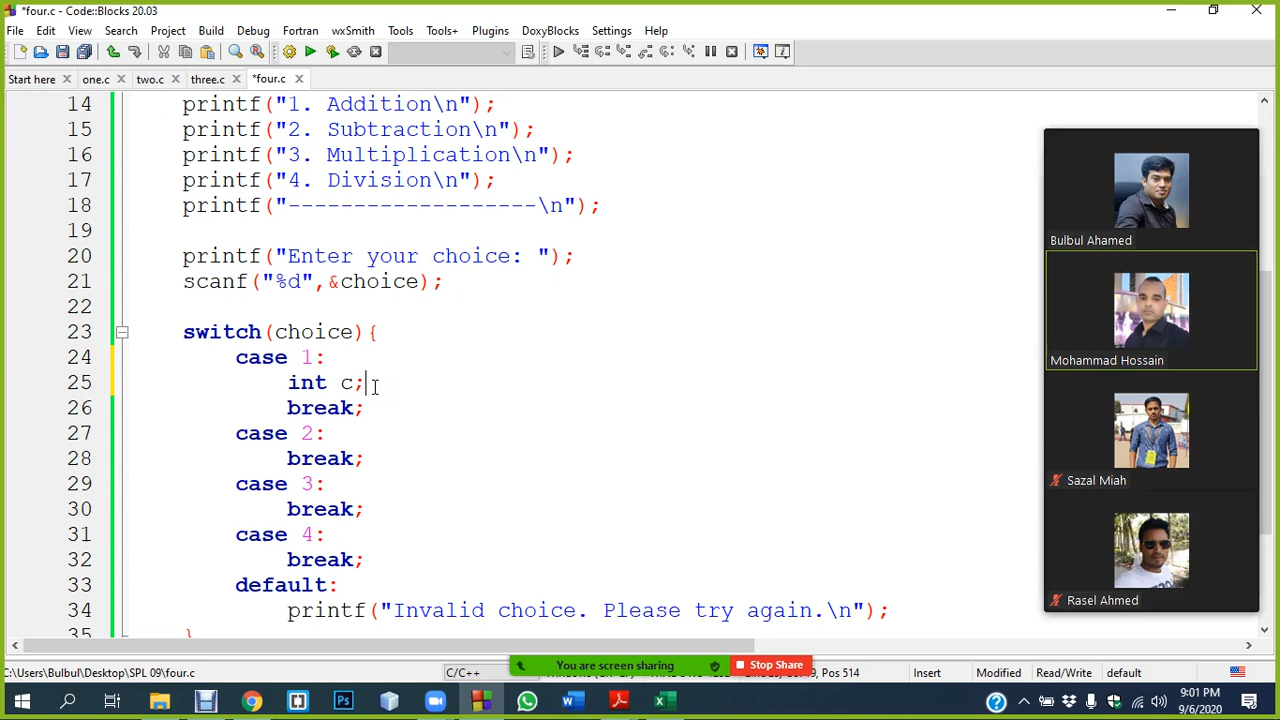 *four.c - Code::Blocks 20.03
File Edit View Search Project Build Debug Fortran wxSmith Tools Tools+ Plugins DoxyBlocks Settings Help
Start here one.c two.c three.c *four.c
14 printf("1. Addition\n");
15 printf("2. Subtraction\n");
16 printf("3. Multiplication\n");
17 printf("4. Division\n");
18 printf("-------------------\n");
19
20 printf("Enter your choice: ");
21 scanf("%d",&choice);
22
23 switch(choice){
24 case 1:
25 int c;
26 break;
27 case 2:
28 break;
29 case 3:
30 break;
31 case 4:
32 break;
33 default:
34 printf("Invalid choice. Please try again.\n");
35 }
Bulbul Ahamed
Mohammad Hossain
Sazal Miah
Rasel Ahmed
C:\Users\Bulbul\Desktop\SPL 09\four.c C/C++ Pos 514 Insert Modified Read/Write default
You are screen sharing Stop Share
9:01 PM
9/6/2020